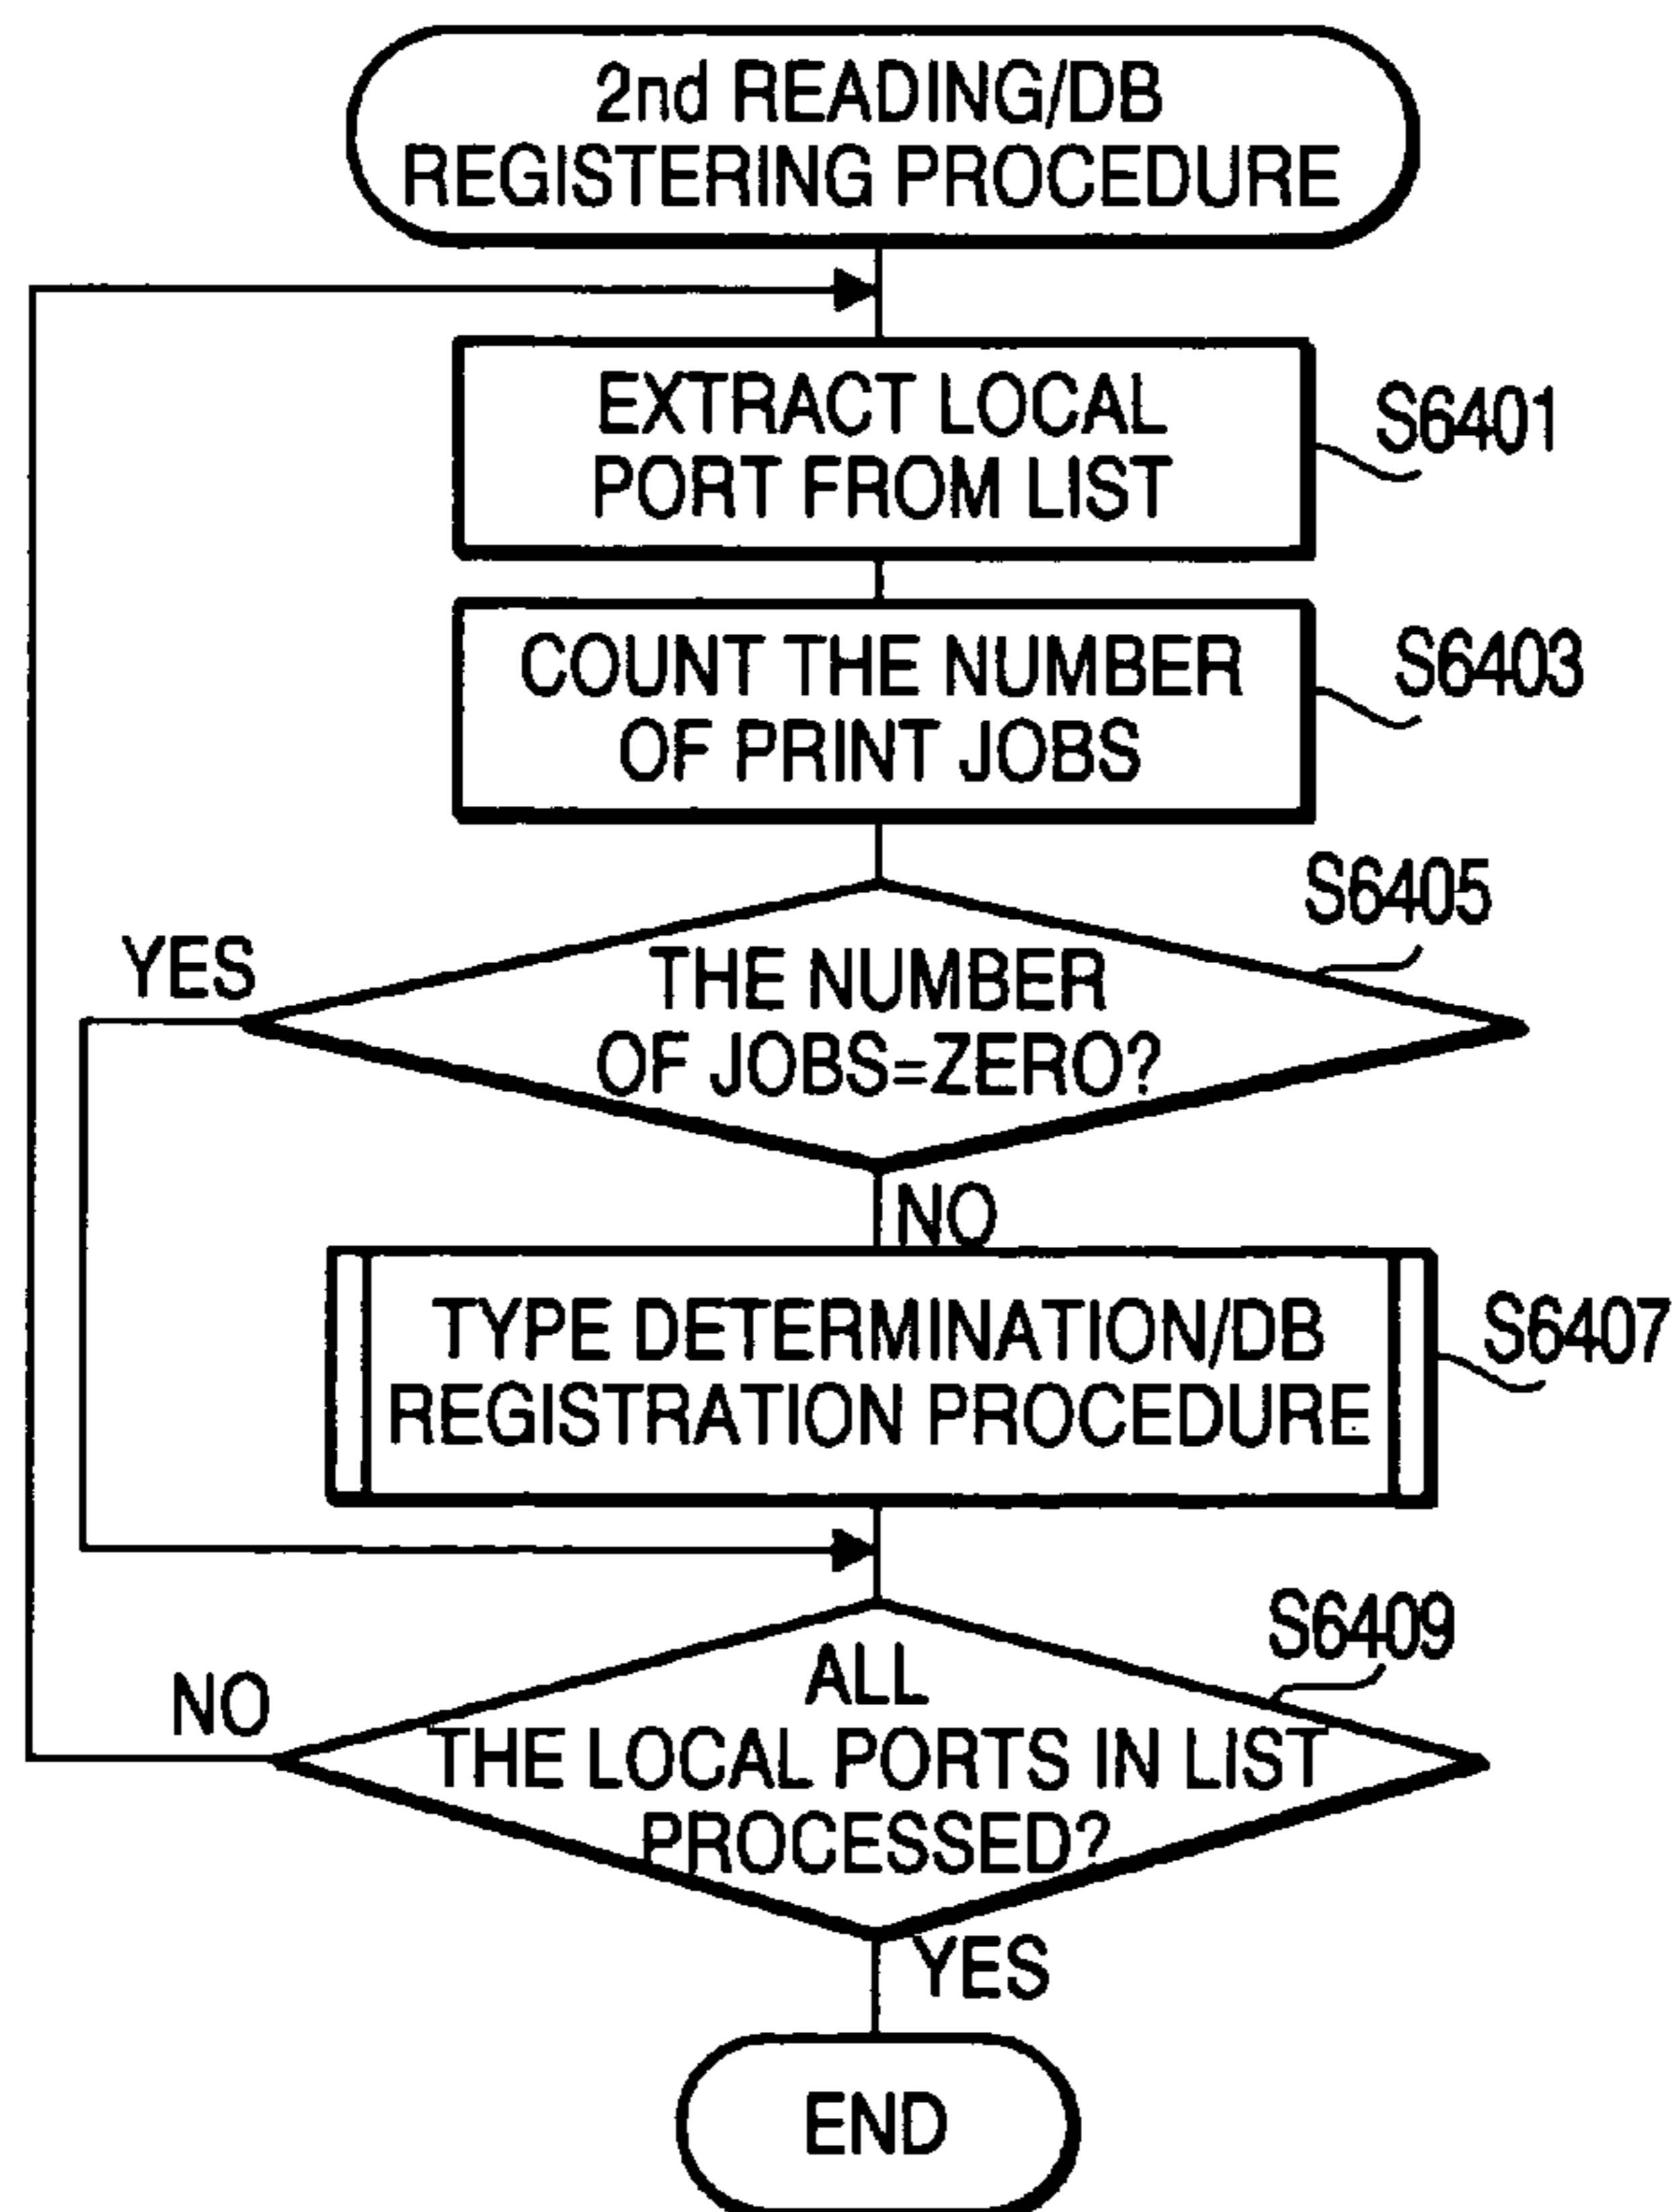 2nd READING/DB
REGISTERING PROCEDURE
EXTRACT LOCAL
PORT FROM LIST
S6401
COUNT THE NUMBER
OF PRINT JOBS
S6403
S6405
YES
THE NUMBER
OF JOBS=ZERO?
NO
TYPE DETERMINATION/DB
REGISTRATION PROCEDURE
S6407
S6409
NO
ALL
THE LOCAL PORTS IN LIST
PROCESSED?
YES
END